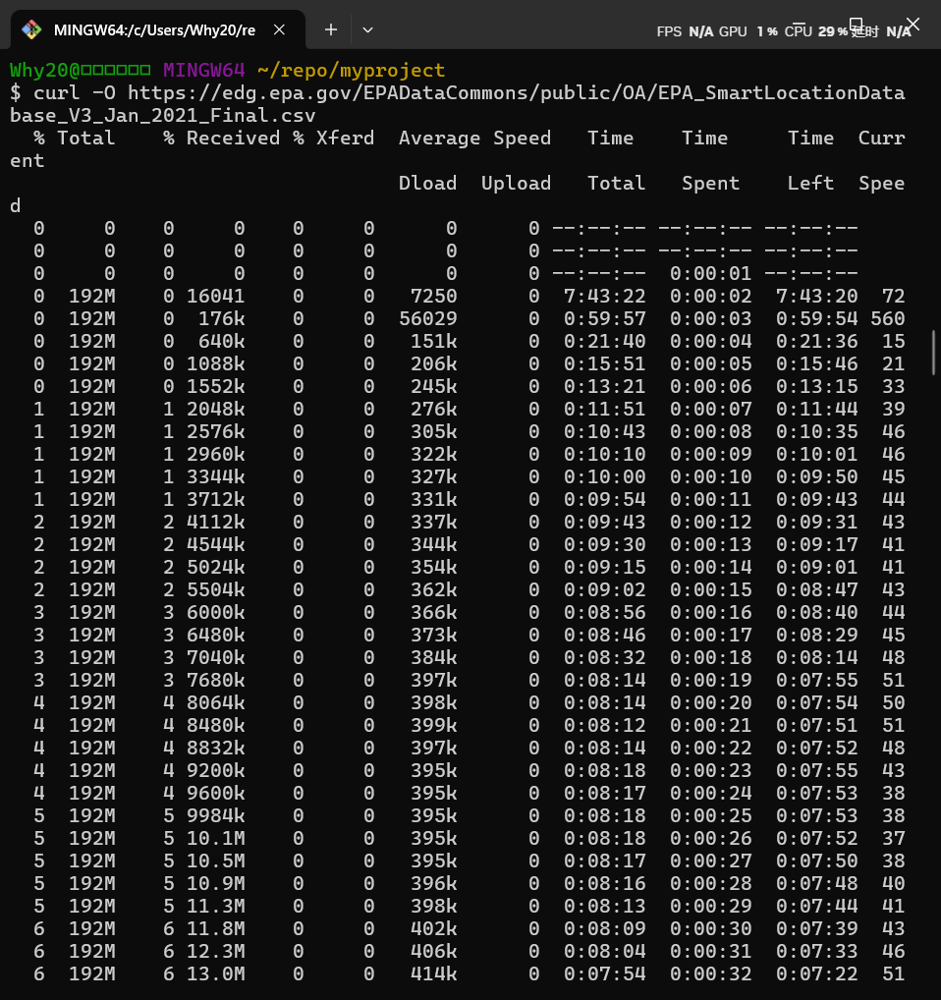 MINGW64:/c/Users/Why20/re
FPS N/A GPU 1% CPU 29% 延时 N/A
Why20@□□□□□□ MINGW64 ~/repo/myproject
$ curl -O https://edg.epa.gov/EPADataCommons/public/OA/EPA_SmartLocationData
base_V3_Jan_2021_Final.csv
% Total % Received % Xferd Average Speed Time Time Time Curr
ent
Dload Upload Total Spent Left Spee
d
0 0 0 0 0 0 0 0 --:--:-- --:--:-- --:--:--
0 0 0 0 0 0 0 0 --:--:-- --:--:-- --:--:--
0 0 0 0 0 0 0 0 --:--:-- 0:00:01 --:--:--
0 192M 0 16041 0 0 7250 0 7:43:22 0:00:02 7:43:20 72
0 192M 0 176k 0 0 56029 0 0:59:57 0:00:03 0:59:54 560
0 192M 0 640k 0 0 151k 0 0:21:40 0:00:04 0:21:36 15
0 192M 0 1088k 0 0 206k 0 0:15:51 0:00:05 0:15:46 21
0 192M 0 1552k 0 0 245k 0 0:13:21 0:00:06 0:13:15 33
1 192M 1 2048k 0 0 276k 0 0:11:51 0:00:07 0:11:44 39
1 192M 1 2576k 0 0 305k 0 0:10:43 0:00:08 0:10:35 46
1 192M 1 2960k 0 0 322k 0 0:10:10 0:00:09 0:10:01 46
1 192M 1 3344k 0 0 327k 0 0:10:00 0:00:10 0:09:50 45
1 192M 1 3712k 0 0 331k 0 0:09:54 0:00:11 0:09:43 44
2 192M 2 4112k 0 0 337k 0 0:09:43 0:00:12 0:09:31 43
2 192M 2 4544k 0 0 344k 0 0:09:30 0:00:13 0:09:17 41
2 192M 2 5024k 0 0 354k 0 0:09:15 0:00:14 0:09:01 41
2 192M 2 5504k 0 0 362k 0 0:09:02 0:00:15 0:08:47 43
3 192M 3 6000k 0 0 366k 0 0:08:56 0:00:16 0:08:40 44
3 192M 3 6480k 0 0 373k 0 0:08:46 0:00:17 0:08:29 45
3 192M 3 7040k 0 0 384k 0 0:08:32 0:00:18 0:08:14 48
3 192M 3 7680k 0 0 397k 0 0:08:14 0:00:19 0:07:55 51
4 192M 4 8064k 0 0 398k 0 0:08:14 0:00:20 0:07:54 50
4 192M 4 8480k 0 0 399k 0 0:08:12 0:00:21 0:07:51 51
4 192M 4 8832k 0 0 397k 0 0:08:14 0:00:22 0:07:52 48
4 192M 4 9200k 0 0 395k 0 0:08:18 0:00:23 0:07:55 43
4 192M 4 9600k 0 0 395k 0 0:08:17 0:00:24 0:07:53 38
5 192M 5 9984k 0 0 395k 0 0:08:18 0:00:25 0:07:53 38
5 192M 5 10.1M 0 0 395k 0 0:08:18 0:00:26 0:07:52 37
5 192M 5 10.5M 0 0 395k 0 0:08:17 0:00:27 0:07:50 38
5 192M 5 10.9M 0 0 396k 0 0:08:16 0:00:28 0:07:48 40
5 192M 5 11.3M 0 0 398k 0 0:08:13 0:00:29 0:07:44 41
6 192M 6 11.8M 0 0 402k 0 0:08:09 0:00:30 0:07:39 43
6 192M 6 12.3M 0 0 406k 0 0:08:04 0:00:31 0:07:33 46
6 192M 6 13.0M 0 0 414k 0 0:07:54 0:00:32 0:07:22 51